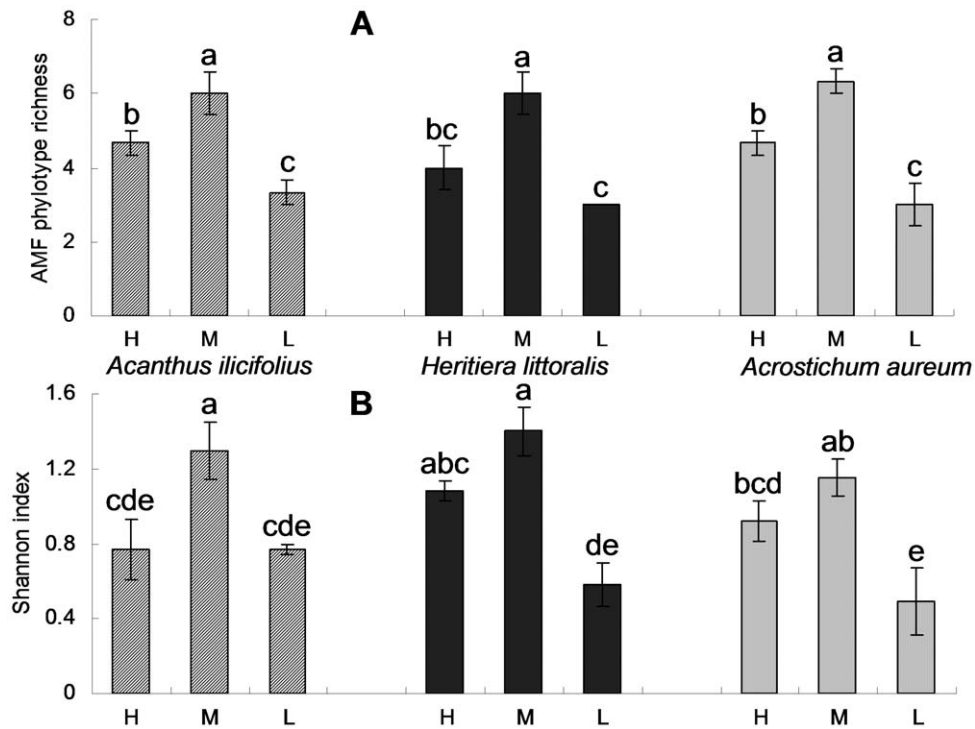 A
AMF phylotype richness
8
6
4
2
0
b a c bc a c b a c
H M L H M L H M L
Acanthus ilicifolius Heritiera littoralis Acrostichum aureum
B
Shannon index
1.6
1.2
0.8
0.4
0
cde a cde abc a de bcd ab e
H M L H M L H M L